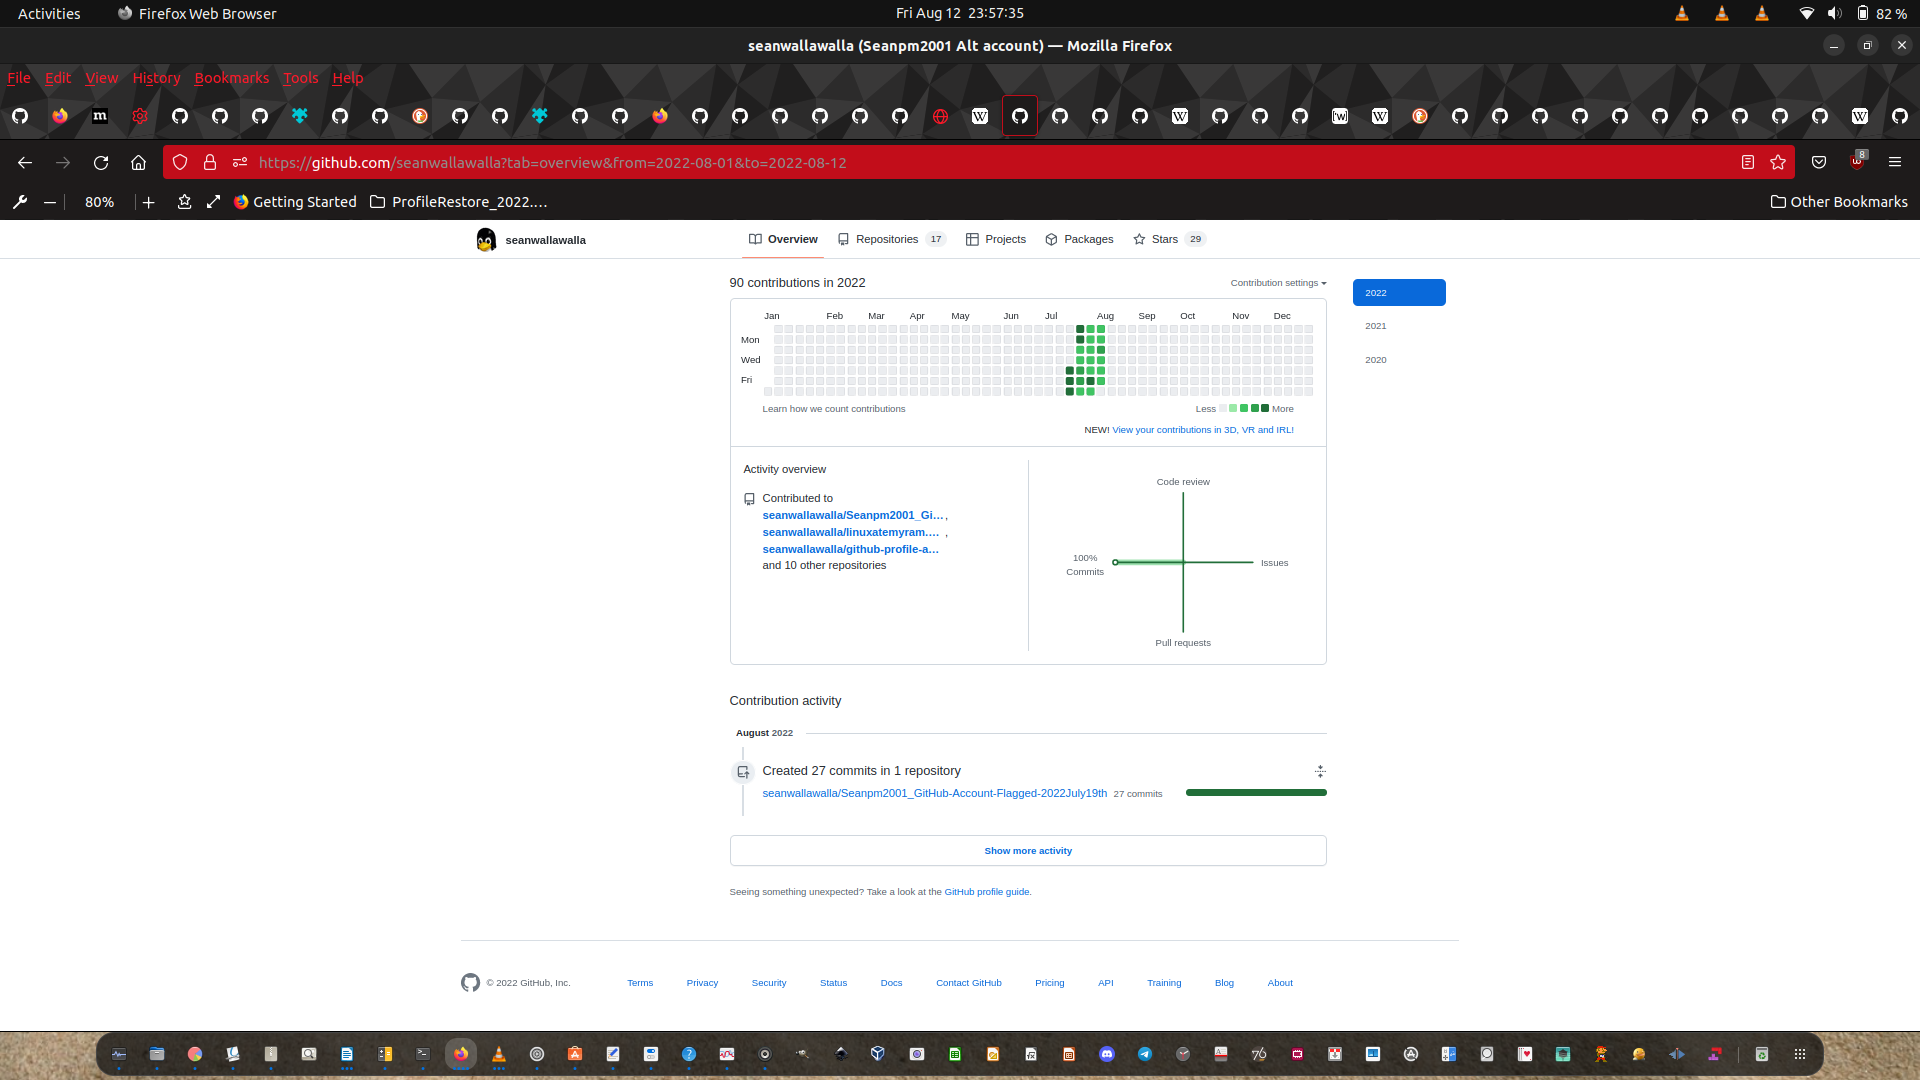 Activities
Firefox Web Browser
Fri Aug 12 23:57:35
82 %
seanwallawalla (Seanpm2001 Alt account) — Mozilla Firefox
File Edit View History Bookmarks Tools Help
https://github.com/seanwallawalla?tab=overview&from=2022-08-01&to=2022-08-12
8
80%
Getting Started
ProfileRestore_2022.…
Other Bookmarks
seanwallawalla
Overview
Repositories 17
Projects
Packages
Stars 29
90 contributions in 2022
Contribution settings
2022
2021
2020
Jan Feb Mar Apr May Jun Jul Aug Sep Oct Nov Dec
Mon
Wed
Fri
Learn how we count contributions
Less
More
NEW! View your contributions in 3D, VR and IRL!
Activity overview
Contributed to
seanwallawalla/Seanpm2001_Gi… ,
seanwallawalla/linuxatemyram.… ,
seanwallawalla/github-profile-a…
and 10 other repositories
Code review
100%
Commits
Issues
Pull requests
Contribution activity
August 2022
Created 27 commits in 1 repository
seanwallawalla/Seanpm2001_GitHub-Account-Flagged-2022July19th 27 commits
Show more activity
Seeing something unexpected? Take a look at the GitHub profile guide.
© 2022 GitHub, Inc.
Terms
Privacy
Security
Status
Docs
Contact GitHub
Pricing
API
Training
Blog
About